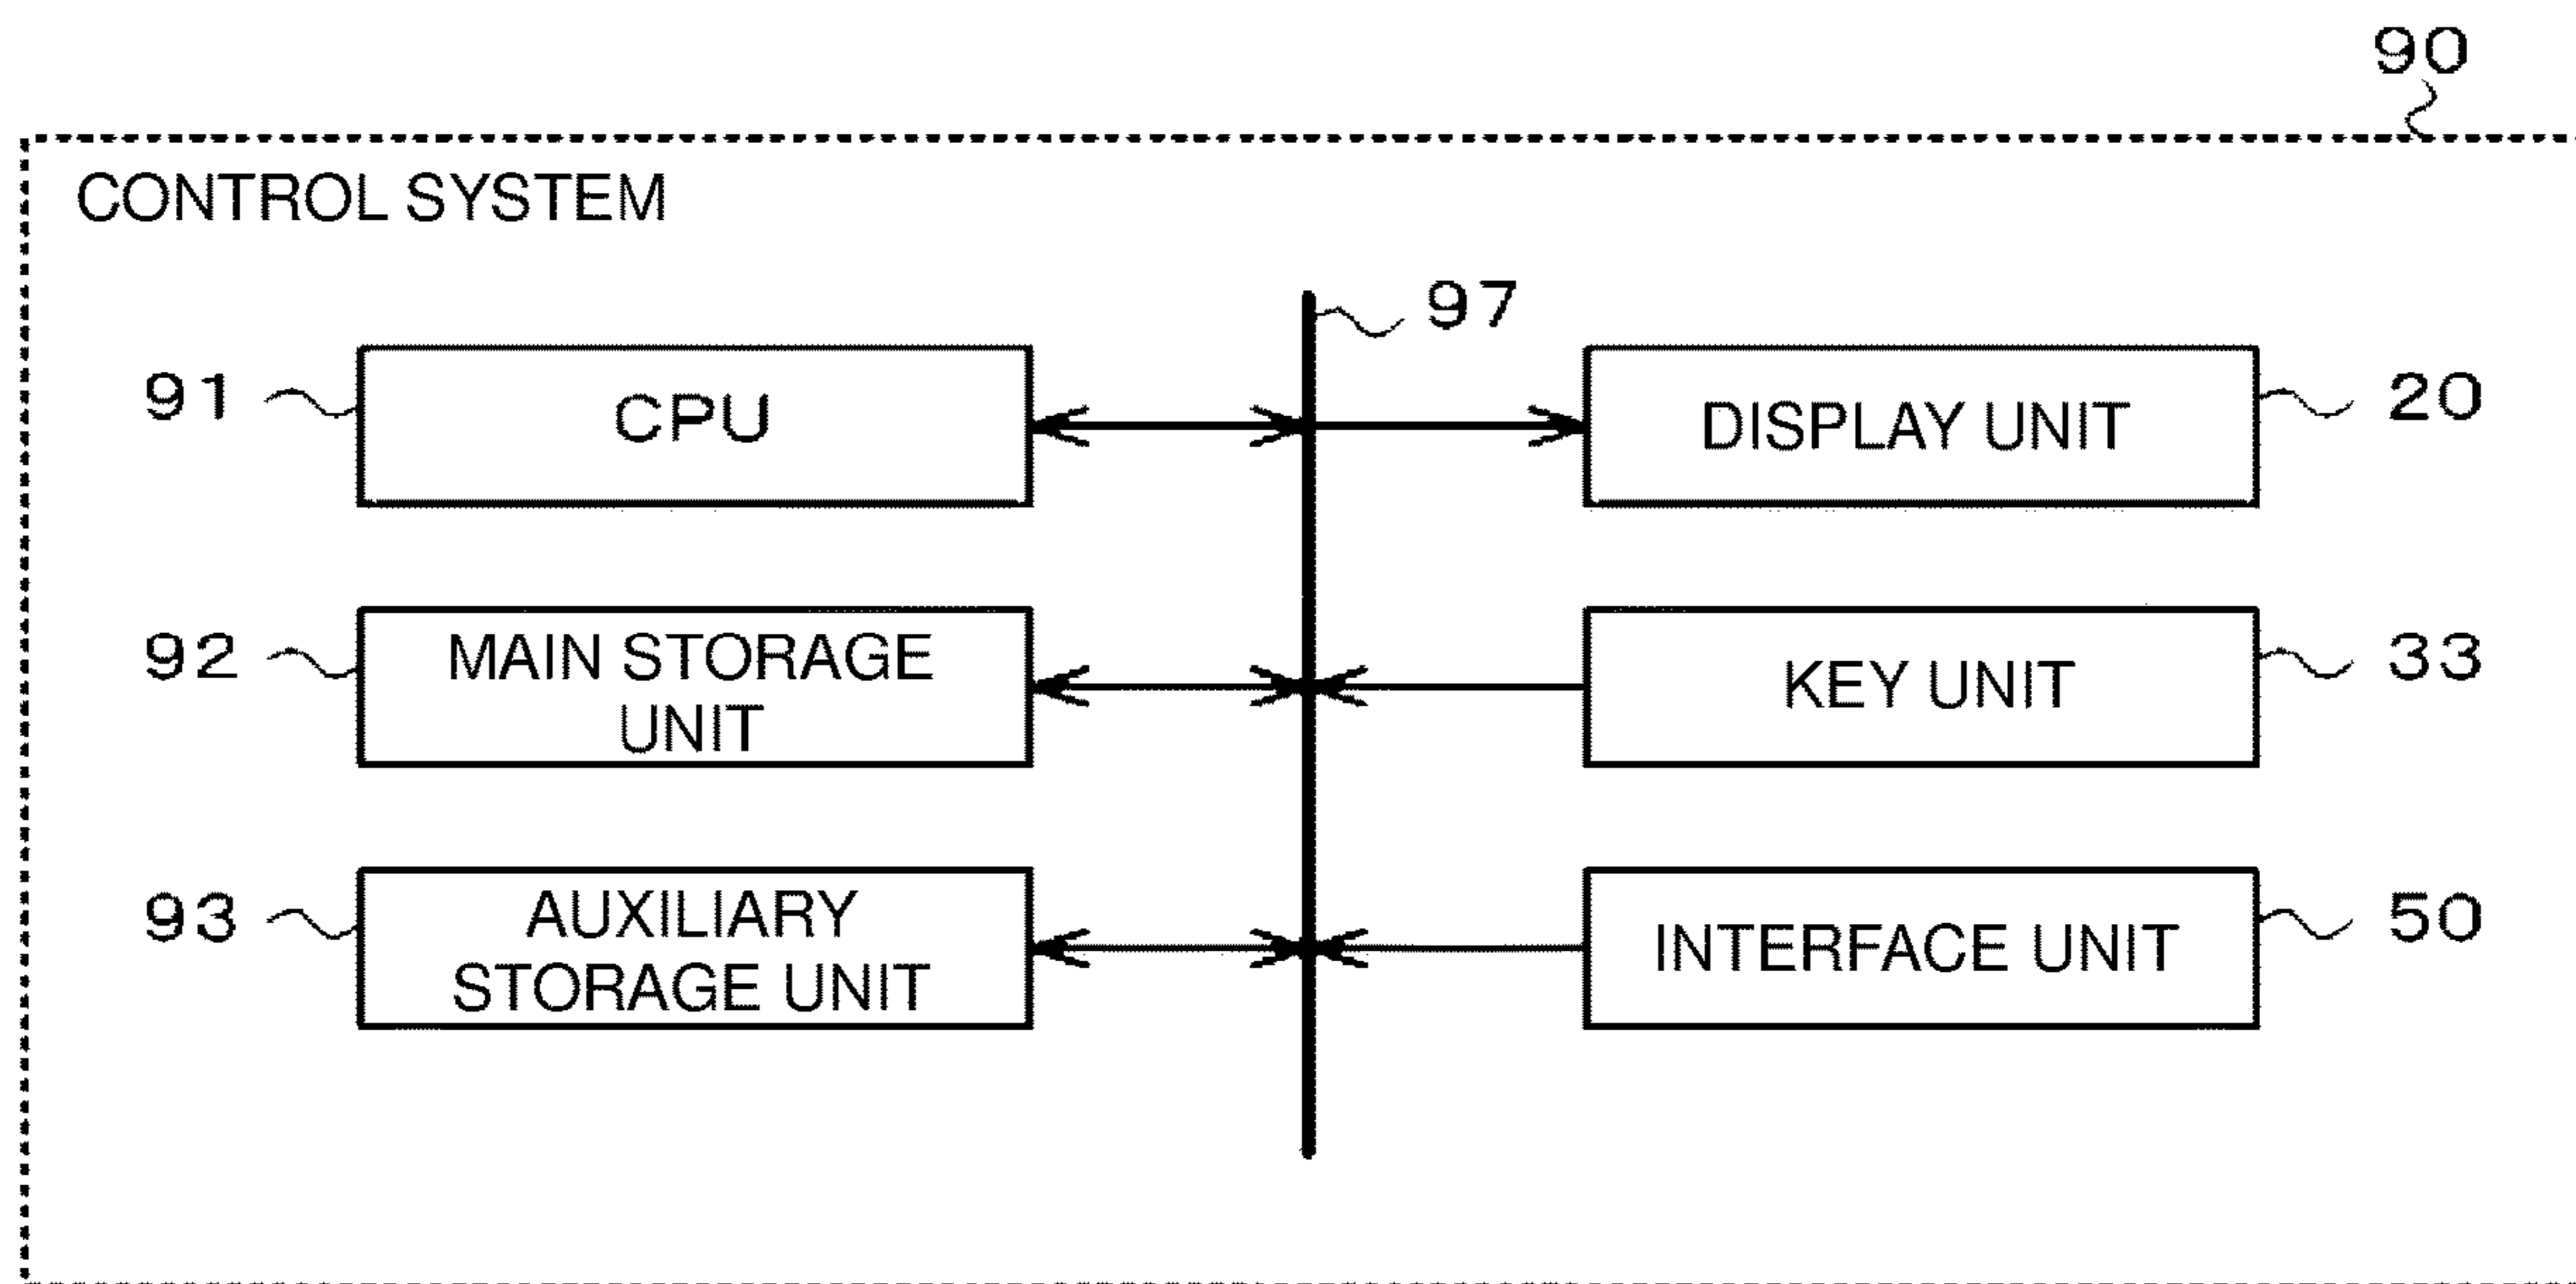 90
CONTROL SYSTEM
97
91
CPU
DISPLAY UNIT
20
92
MAIN STORAGE
UNIT
KEY UNIT
33
93
AUXILIARY
STORAGE UNIT
INTERFACE UNIT
50